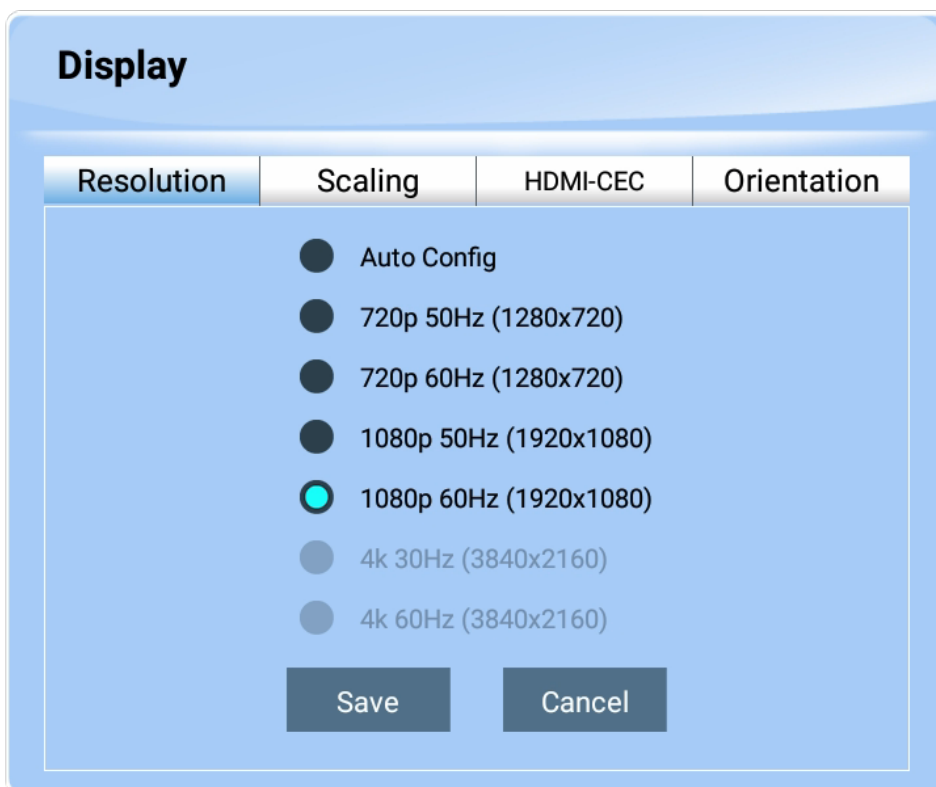 Display
Resolution Scaling HDMI-CEC Orientation
Auto Config
720p 50Hz (1280x720)
720p 60Hz (1280x720)
1080p 50Hz (1920x1080)
1080p 60Hz (1920x1080)
4k 30Hz (3840x2160)
4k 60Hz (3840x2160)
Save Cancel